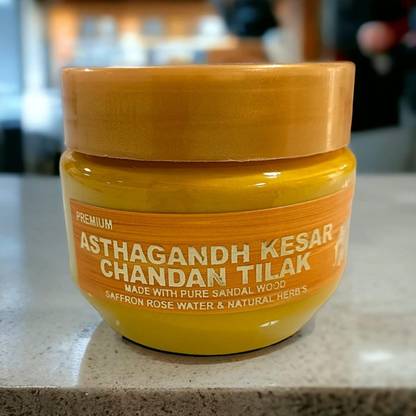 PREMIUM
ASTHAGANDH KESAR
CHANDAN TILAK
MADE WITH PURE SANDAL WOOD
SAFFRON ROSE WATER & NATURAL HERB'S